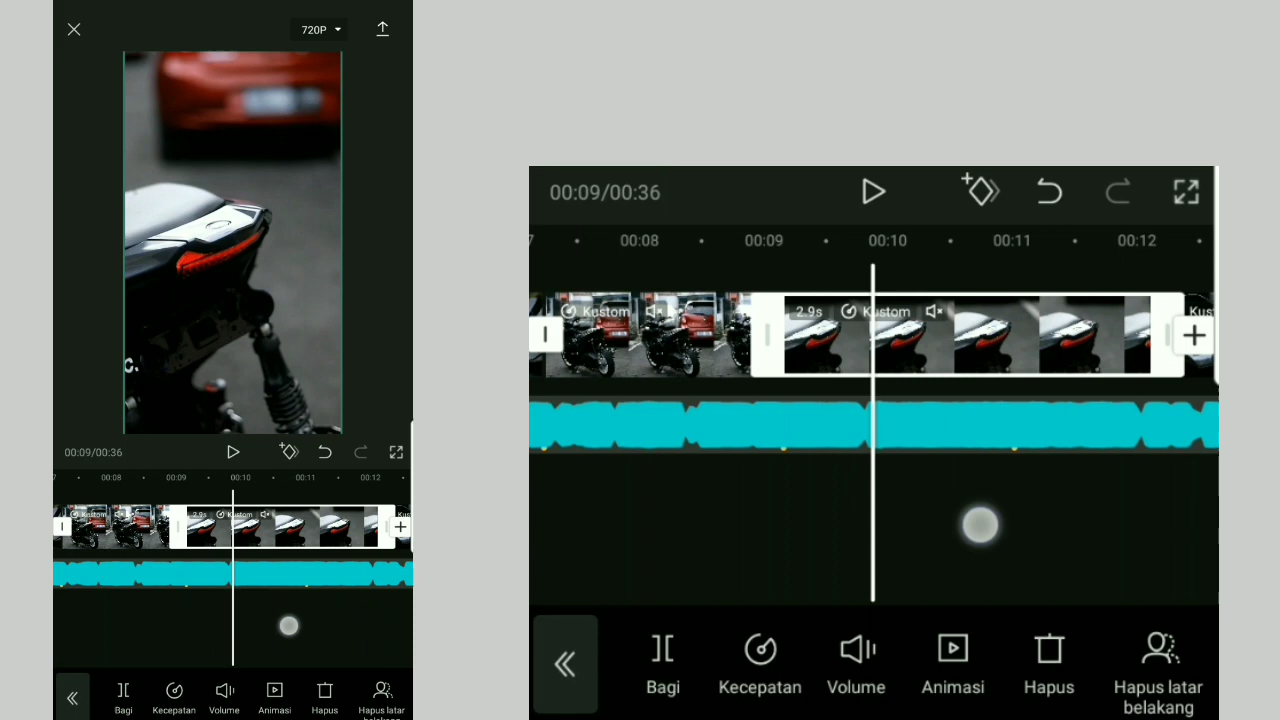 720P
00:09/00:36
00:08
00:09
00:10
00:11
00:12
Kustom
2.9s
Kustom
Bagi
Kecepatan
Volume
Animasi
Hapus
Hapus latar
00:09/00:36
7
00:08
00:09
00:10
00:11
00:12
Kustom
2.9s
Kustom
Kus
Bagi
Kecepatan
Volume
Animasi
Hapus
Hapus latar
belakang